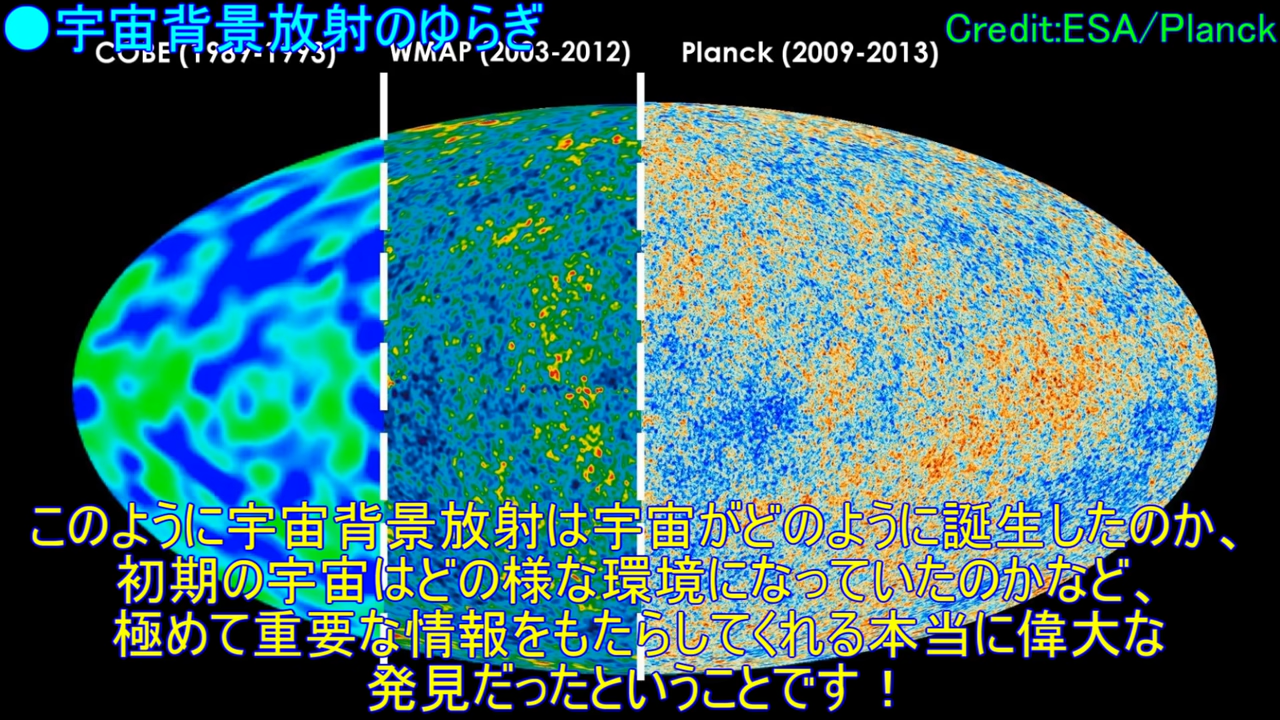 ●宇宙背景放射のゆらぎ
Credit:ESA/Planck
COBE (1989-1993)
WMAP (2003-2012)
Planck (2009-2013)
このように宇宙背景放射は宇宙がどのように誕生したのか、
初期の宇宙はどの様な環境になっていたのかなど、
極めて重要な情報をもたらしてくれる本当に偉大な
発見だったということです！